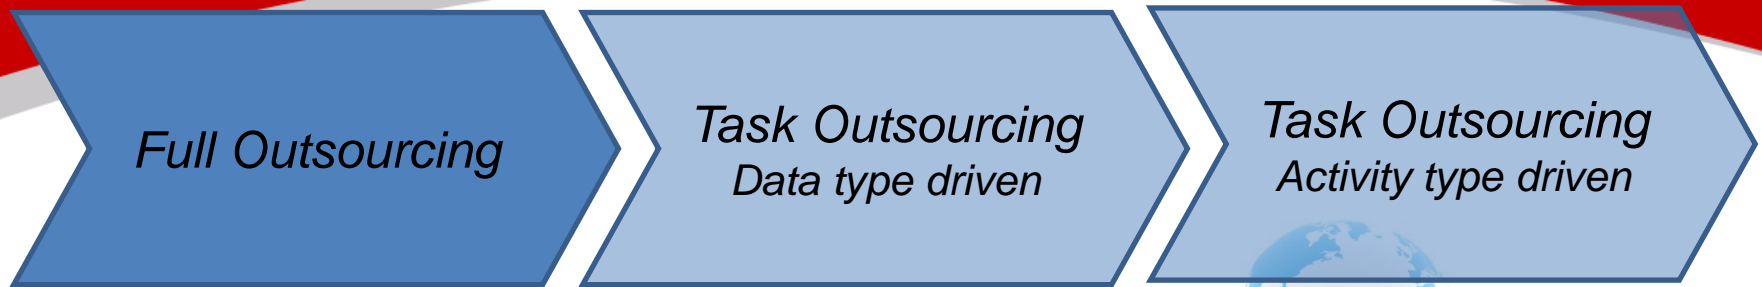 Full Outsourcing
Task Outsourcing
Data type driven
Task Outsourcing
Activity type driven